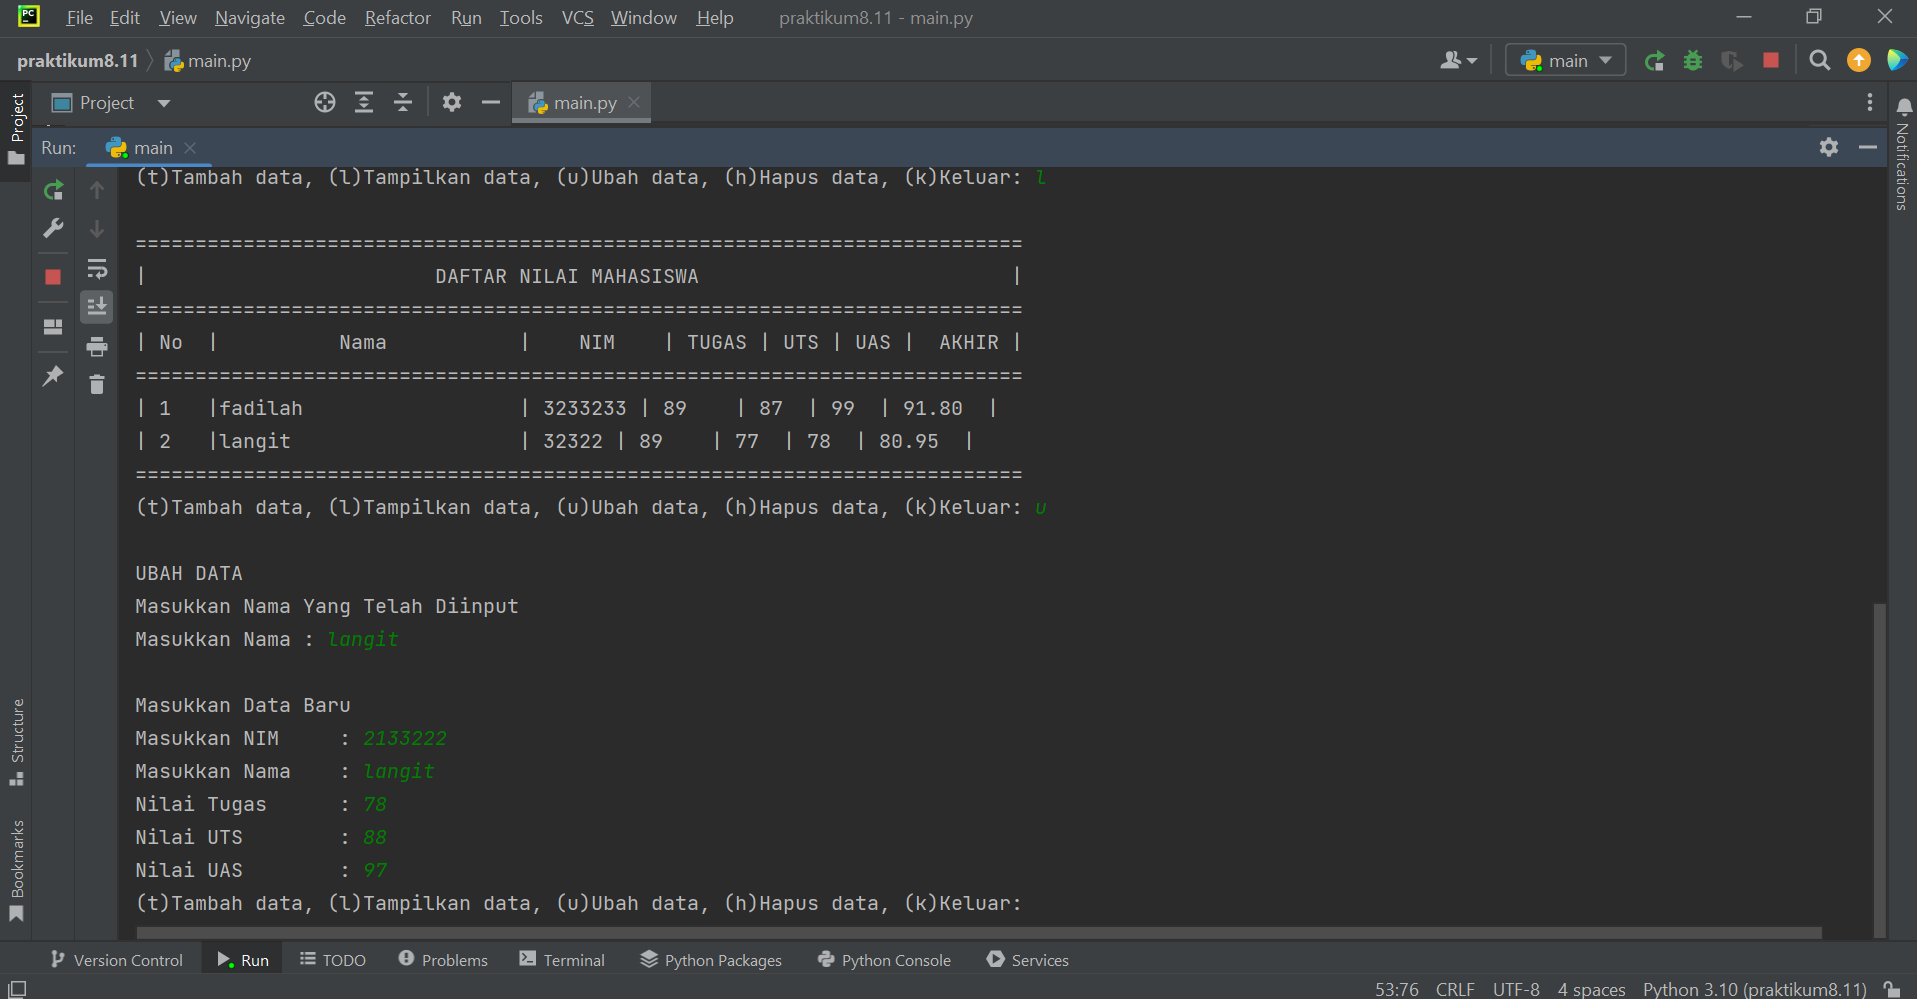 PC File Edit View Navigate Code Refactor Run Tools VCS Window Help praktikum8.11 - main.py
praktikum8.11 main.py main
Project main.py
Project
Notifications
Run: main
(t)Tambah data, (l)Tampilkan data, (u)Ubah data, (h)Hapus data, (k)Keluar: l
==========================================================================
|                        DAFTAR NILAI MAHASISWA                          |
==========================================================================
| No  |          Nama           |    NIM    | TUGAS | UTS | UAS |  AKHIR |
==========================================================================
| 1   |fadilah                  | 3233233 | 89    | 87  | 99  | 91.80  |
| 2   |langit                   | 32322 | 89    | 77  | 78  | 80.95  |
==========================================================================
(t)Tambah data, (l)Tampilkan data, (u)Ubah data, (h)Hapus data, (k)Keluar: u
UBAH DATA
Masukkan Nama Yang Telah Diinput
Masukkan Nama : langit
Masukkan Data Baru
Masukkan NIM     : 2133222
Masukkan Nama    : langit
Nilai Tugas      : 78
Nilai UTS        : 88
Nilai UAS        : 97
(t)Tambah data, (l)Tampilkan data, (u)Ubah data, (h)Hapus data, (k)Keluar:
Structure
Bookmarks
Version Control Run TODO Problems Terminal Python Packages Python Console Services
53:76 CRLF UTF-8 4 spaces Python 3.10 (praktikum8.11)